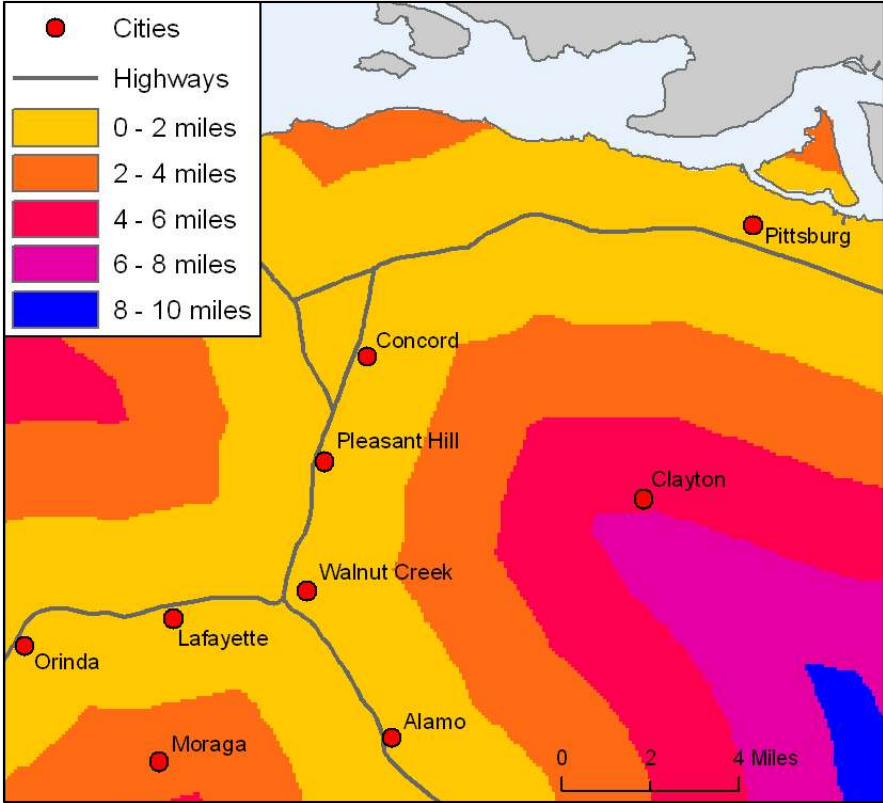 Cities
Highways
0 - 2 miles
2 - 4 miles
4 - 6 miles
6 - 8 miles
8 - 10 miles
Pittsburg
Concord
Pleasant Hill
Clayton
Walnut Creek
Lafayette
Orinda
Alamo
Moraga
0 2 4 Miles